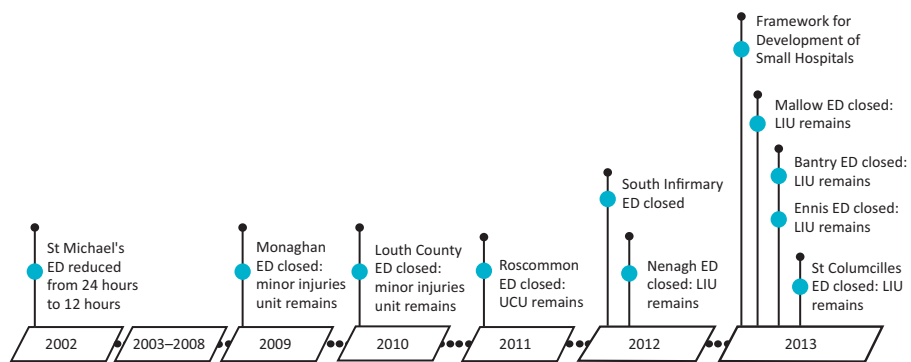 St Michael's
ED reduced
from 24 hours
to 12 hours
Monaghan
ED closed:
minor injuries
unit remains
Louth County
ED closed:
minor injuries
unit remains
Roscommon
ED closed:
UCU remains
South Infirmary
ED closed
Nenagh ED
closed: LIU
remains
Framework for
Development of
Small Hospitals
Mallow ED closed:
LIU remains
Bantry ED closed:
LIU remains
Ennis ED closed:
LIU remains
St Columcilles
ED closed: LIU
remains
2002
2003–2008
2009
2010
2011
2012
2013